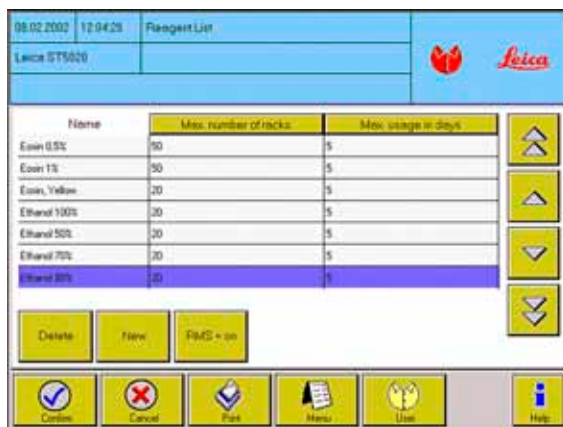 08.02.2002 12:04:25 Reagent List
Leica ST5020
Leica
Name Max. number of racks Max. usage in days
Eosin 0.5% 50 5
Eosin 1% 50 5
Eosin, Yellow 20 5
Ethanol 100% 20 5
Ethanol 50% 20 5
Ethanol 70% 20 5
Ethanol 20 5
Delete New RMS = on
Confirm Cancel Print Menu User Help